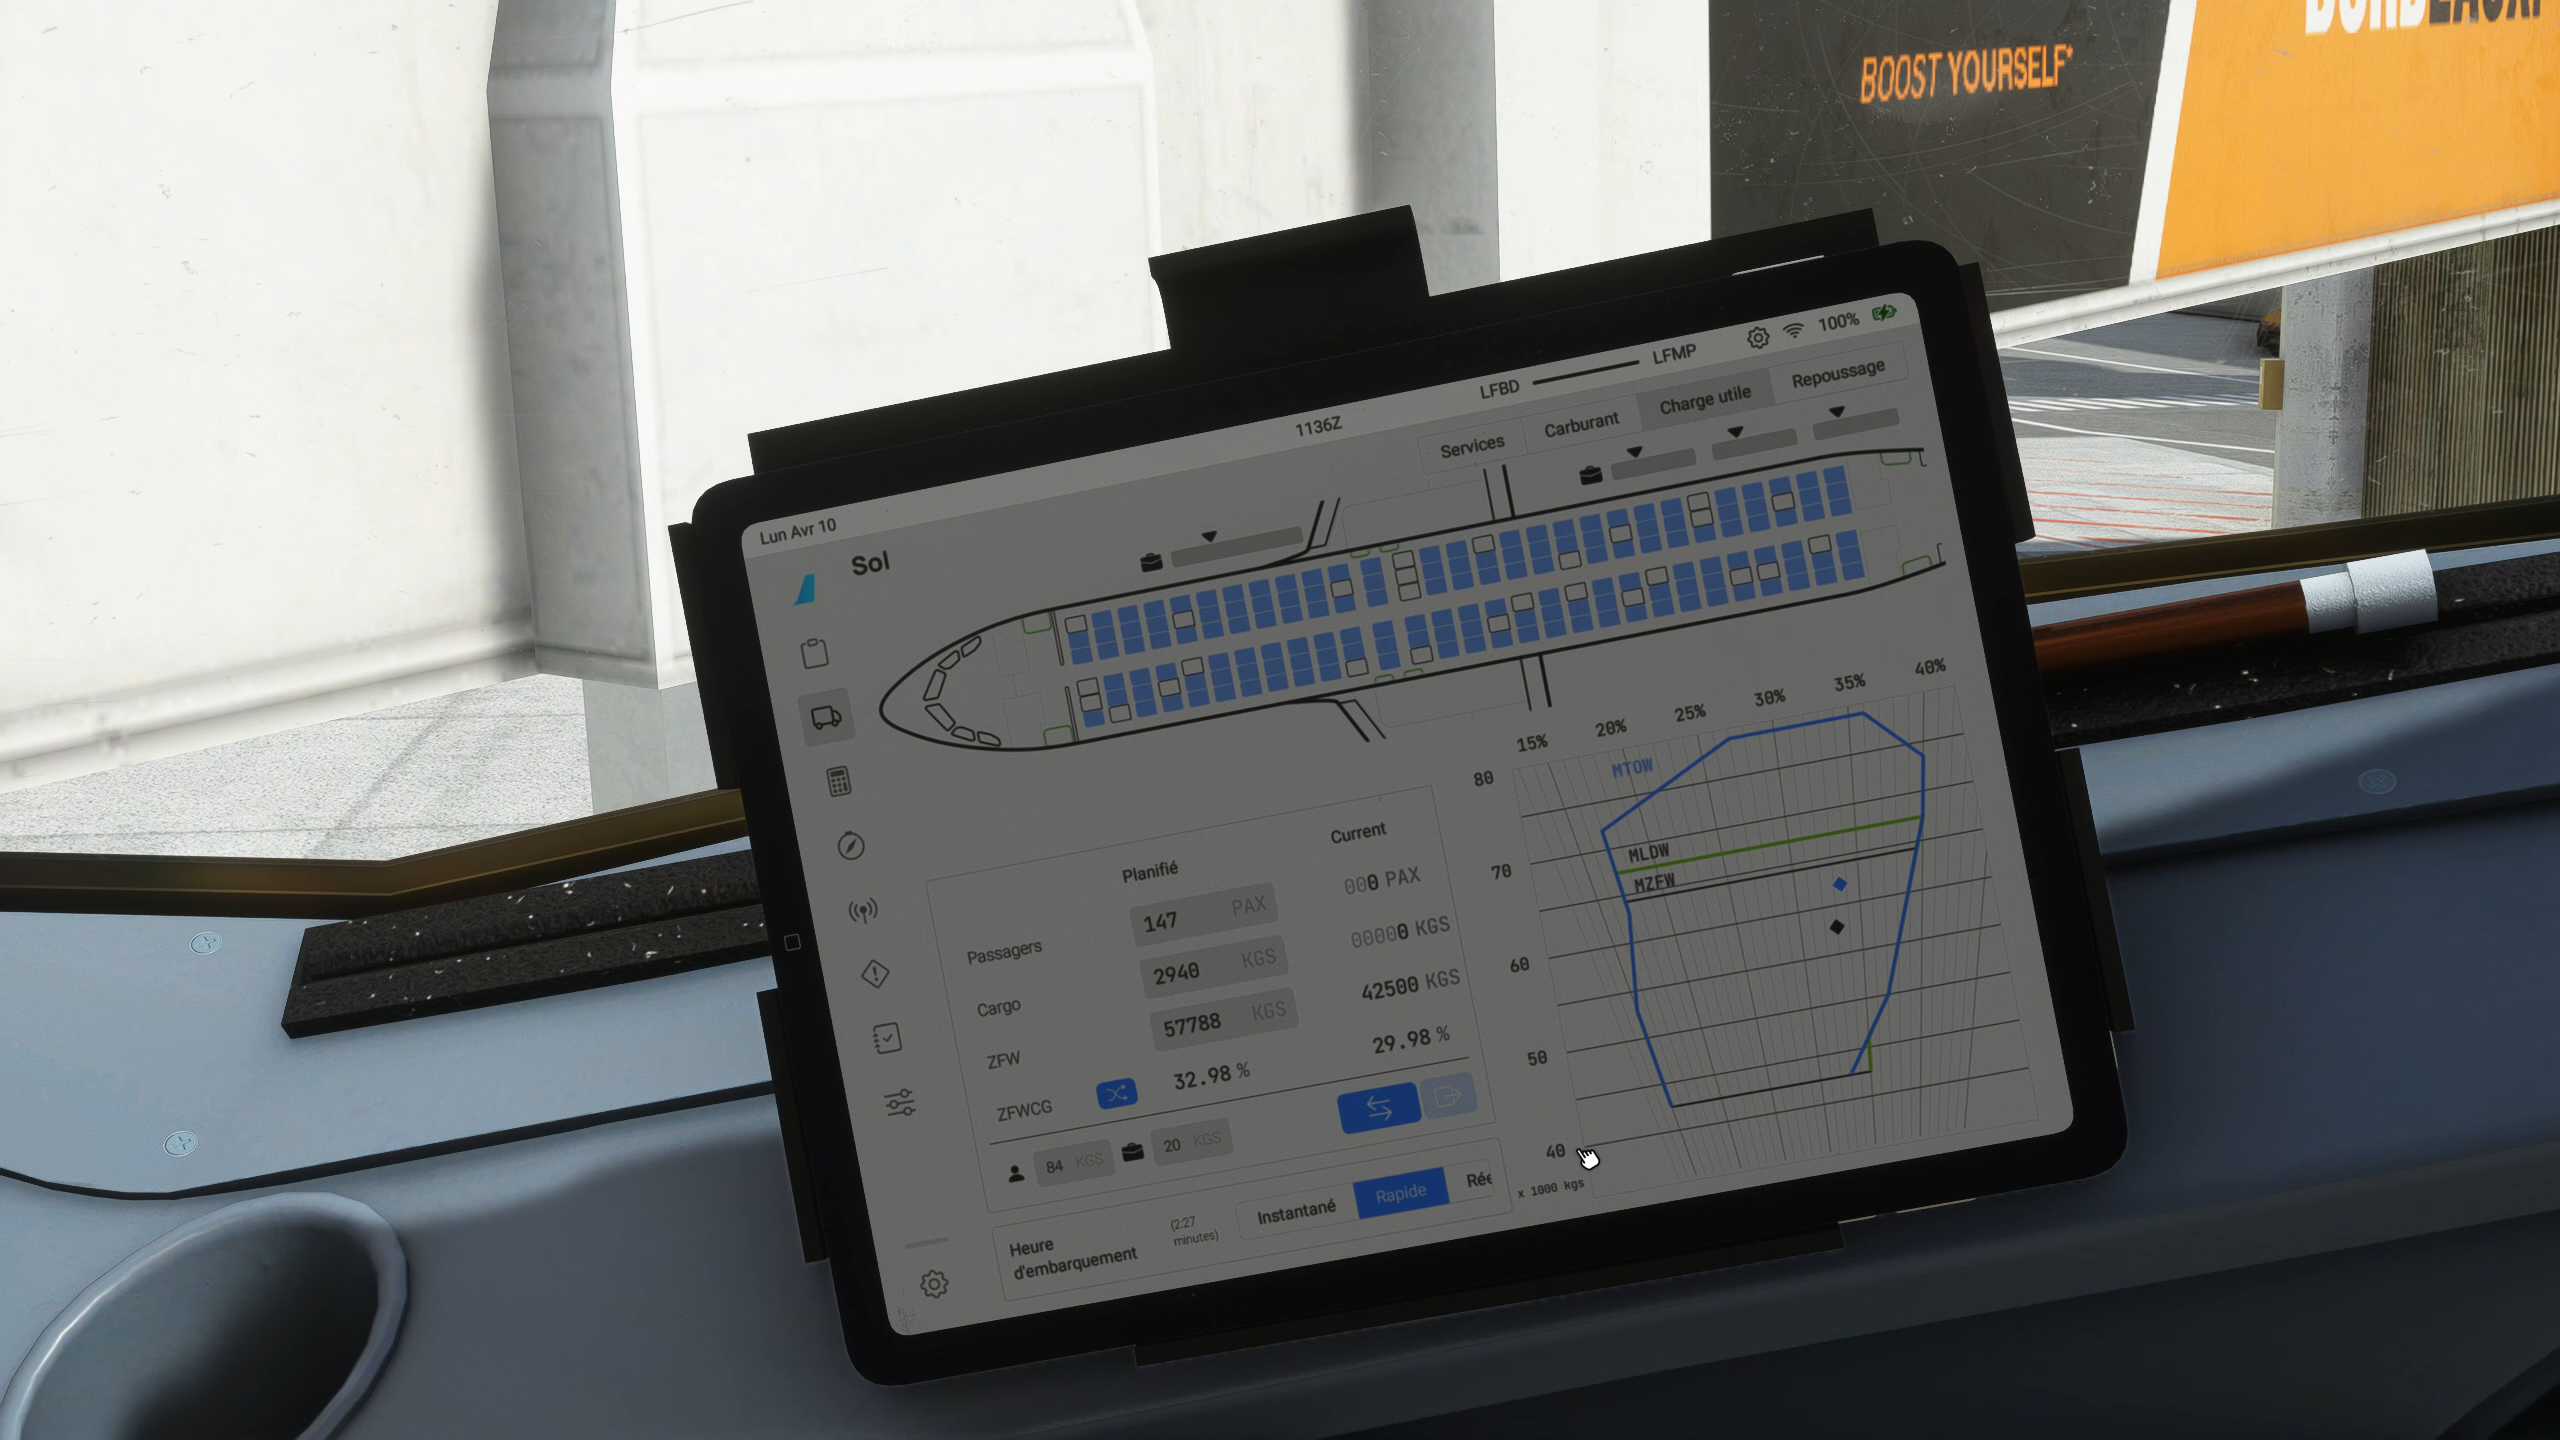 BOOST YOURSELF*
Lun Avr 10
1136Z
LFBD
LFMP
100%
Sol
Services
Carburant
Charge utile
Repoussage
Planifié
Current
Passagers
147 PAX
000 PAX
Cargo
2940 KGS
00000 KGS
ZFW
57788 KGS
42500 KGS
ZFWCG
32.98 %
29.98 %
84 KGS
20 KGS
Heure
d'embarquement
(2:27
minutes)
Instantané
Rapide
15%
20%
25%
30%
35%
40%
80
70
60
50
40
x 1000 kgs
MTOW
MLDW
MZFW